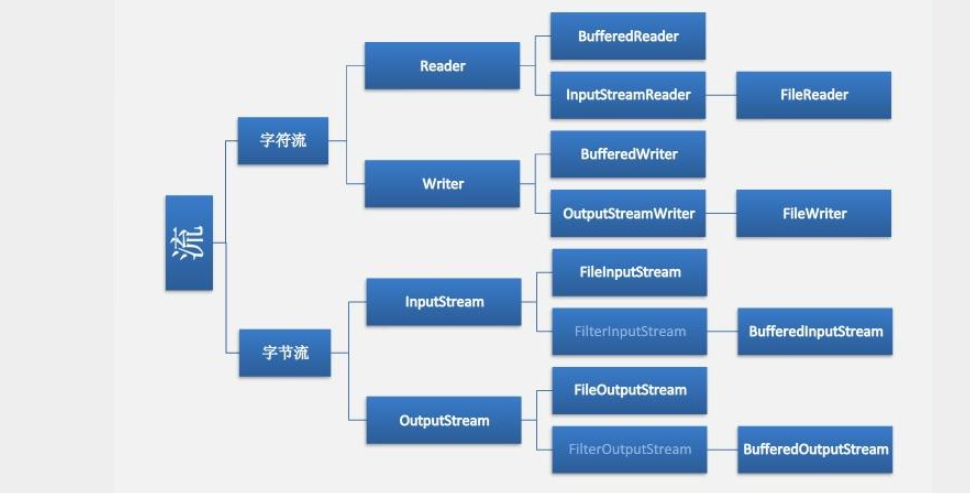 BufferedReader
Reader
InputStreamReader
FileReader
字符流
BufferedWriter
Writer
OutputStreamWriter
FileWriter
流
FileInputStream
InputStream
FilterInputStream
BufferedInputStream
字节流
FileOutputStream
OutputStream
FilterOutputStream
BufferedOutputStream